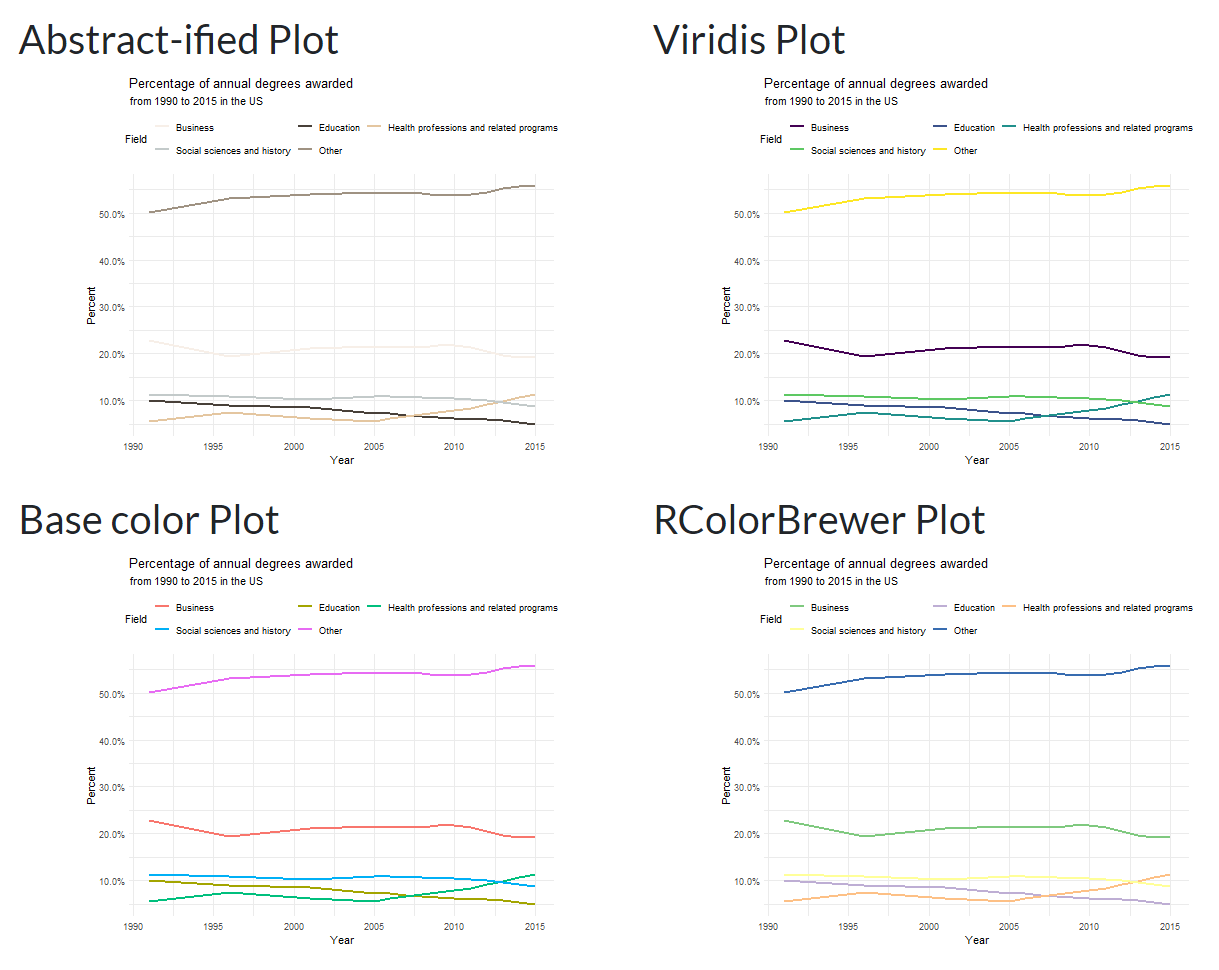 Abstract-ified Plot
Percentage of annual degrees awarded
from 1990 to 2015 in the US
Field
Business
Education
Health professions and related programs
Social sciences and history
Other
50.0%
40.0%
30.0%
20.0%
10.0%
Percent
1990 1995 2000 2005 2010 2015
Year
Viridis Plot
Percentage of annual degrees awarded
from 1990 to 2015 in the US
Field
Business
Education
Health professions and related programs
Social sciences and history
Other
50.0%
40.0%
30.0%
20.0%
10.0%
Percent
1990 1995 2000 2005 2010 2015
Year
Base color Plot
Percentage of annual degrees awarded
from 1990 to 2015 in the US
Field
Business
Education
Health professions and related programs
Social sciences and history
Other
50.0%
40.0%
30.0%
20.0%
10.0%
Percent
1990 1995 2000 2005 2010 2015
Year
RColorBrewer Plot
Percentage of annual degrees awarded
from 1990 to 2015 in the US
Field
Business
Education
Health professions and related programs
Social sciences and history
Other
50.0%
40.0%
30.0%
20.0%
10.0%
Percent
1990 1995 2000 2005 2010 2015
Year